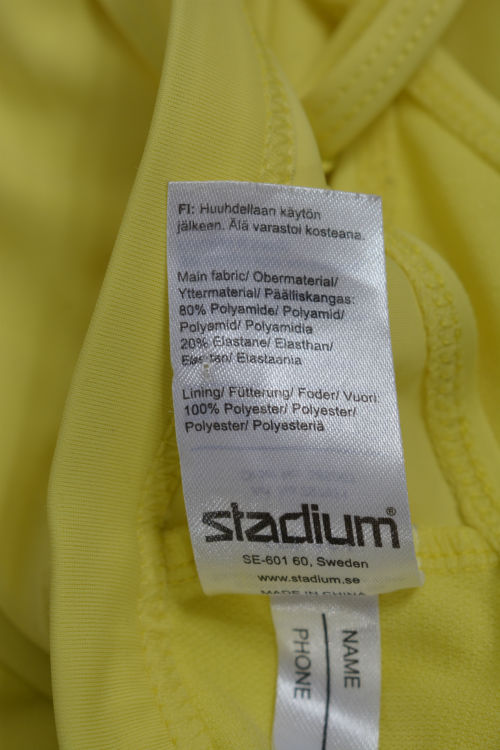 FI: Huuhdellaan käytön
jälkeen. Älä varastoi kosteana.
Main fabric/ Obermaterial/
Yttermaterial/ Päälliskangas:
80% Polyamide/ Polyamid/
Polyamid/ Polyamidia
20% Elastane/ Elasthan/
Elastan/ Elastaania
Lining/ Fütterung/ Foder/ Vuori:
100% Polyester/ Polyester/
Polyester/ Polyesteriä
stadium®
SE-601 60, Sweden
www.stadium.se
MADE IN CHINA
NAME
PHONE